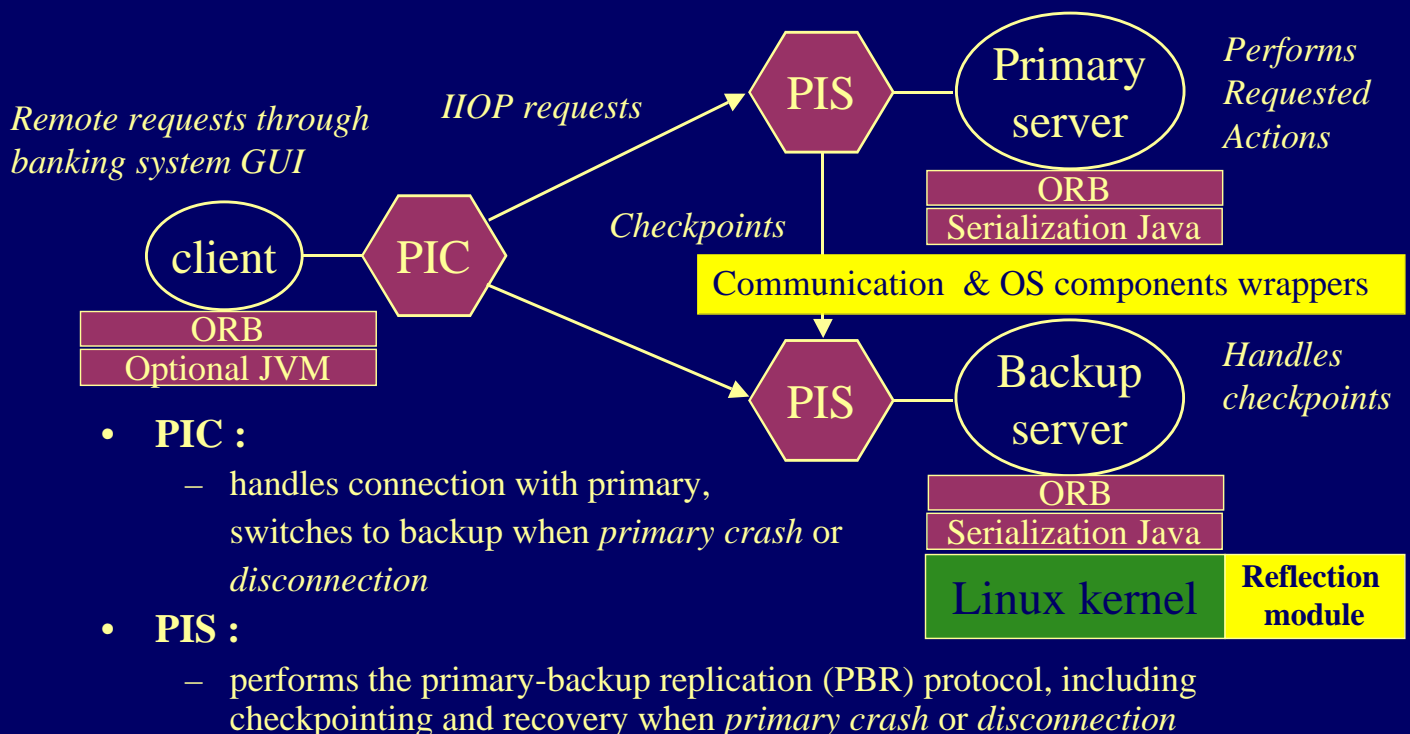 Remote requests through
banking system GUI
IIOP requests
PIS
Primary
server
Performs
Requested
Actions
ORB
Serialization Java
client
PIC
Checkpoints
ORB
Optional JVM
Communication & OS components wrappers
PIS
Backup
server
Handles
checkpoints
ORB
Serialization Java
Linux kernel
Reflection
module
• PIC :
– handles connection with primary,
switches to backup when primary crash or
disconnection
• PIS :
– performs the primary-backup replication (PBR) protocol, including
checkpointing and recovery when primary crash or disconnection